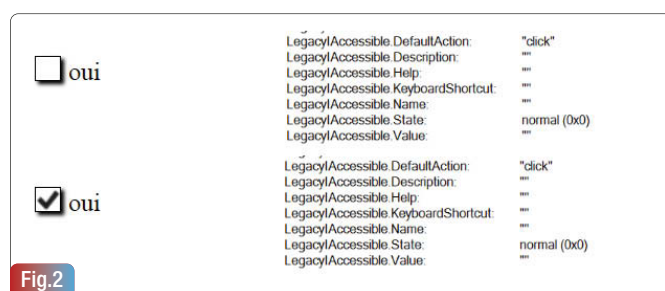 oui
LegacyIAccessible.DefaultAction: "click"
LegacyIAccessible.Description: ""
LegacyIAccessible.Help: ""
LegacyIAccessible.KeyboardShortcut: ""
LegacyIAccessible.Name: ""
LegacyIAccessible.State: normal (0x0)
LegacyIAccessible.Value: ""
oui
LegacyIAccessible.DefaultAction: "click"
LegacyIAccessible.Description: ""
LegacyIAccessible.Help: ""
LegacyIAccessible.KeyboardShortcut: ""
LegacyIAccessible.Name: ""
LegacyIAccessible.State: normal (0x0)
LegacyIAccessible.Value: ""
Fig.2